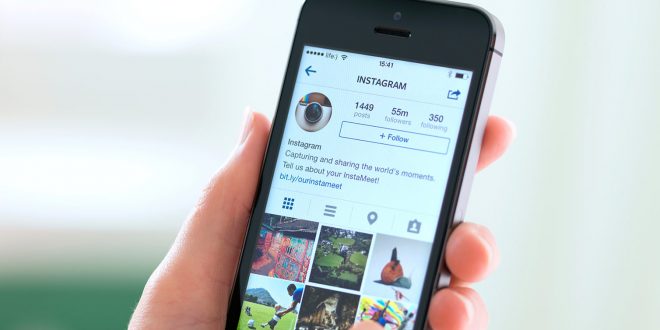 life:) 15:41
INSTAGRAM
1449 55m 350
posts followers following
+ Follow
Instagram
Capturing and sharing the world's moments.
Tell us about your InstaMeet!
bit.ly/ourinstameet